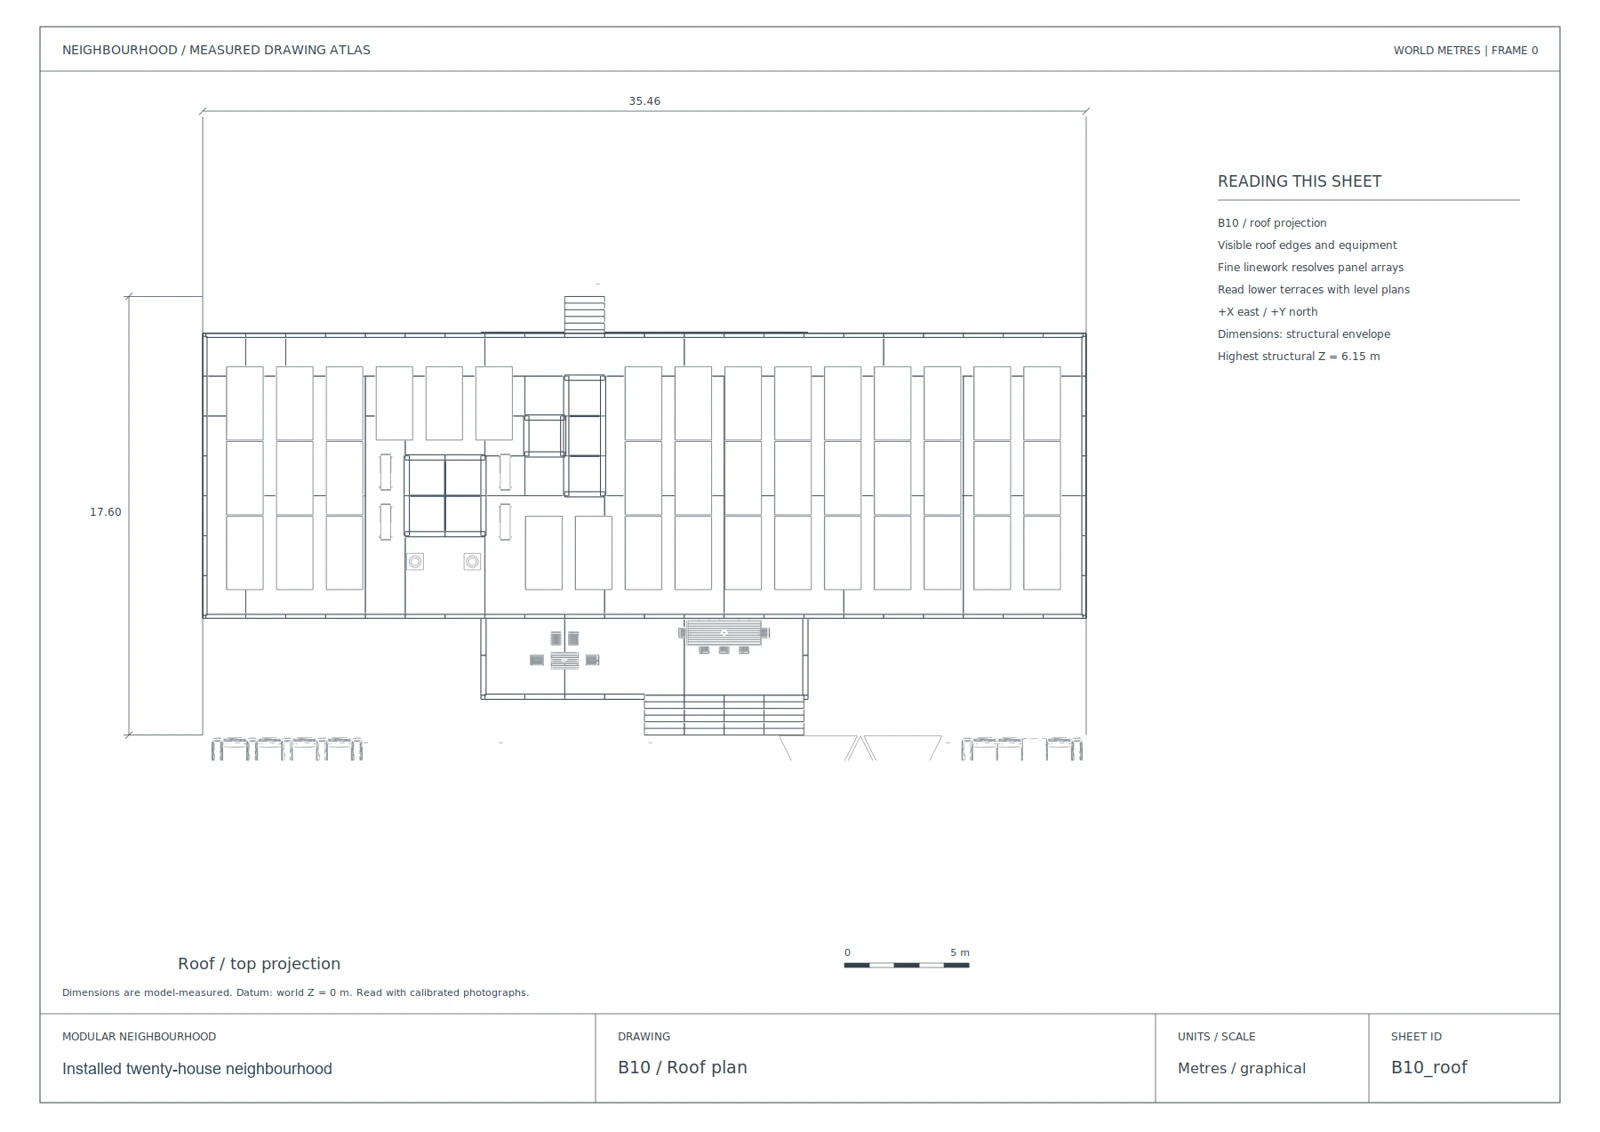 NEIGHBOURHOOD / MEASURED DRAWING ATLAS
WORLD METRES | FRAME 0
35.46
READING THIS SHEET
B10 / roof projection
Visible roof edges and equipment
Fine linework resolves panel arrays
Read lower terraces with level plans
+X east / +Y north
Dimensions: structural envelope
Highest structural Z = 6.15 m
17.60
0 5 m
Roof / top projection
Dimensions are model-measured. Datum: world Z = 0 m. Read with calibrated photographs.
MODULAR NEIGHBOURHOOD
Installed twenty-house neighbourhood
DRAWING
B10 / Roof plan
UNITS / SCALE
Metres / graphical
SHEET ID
B10_roof